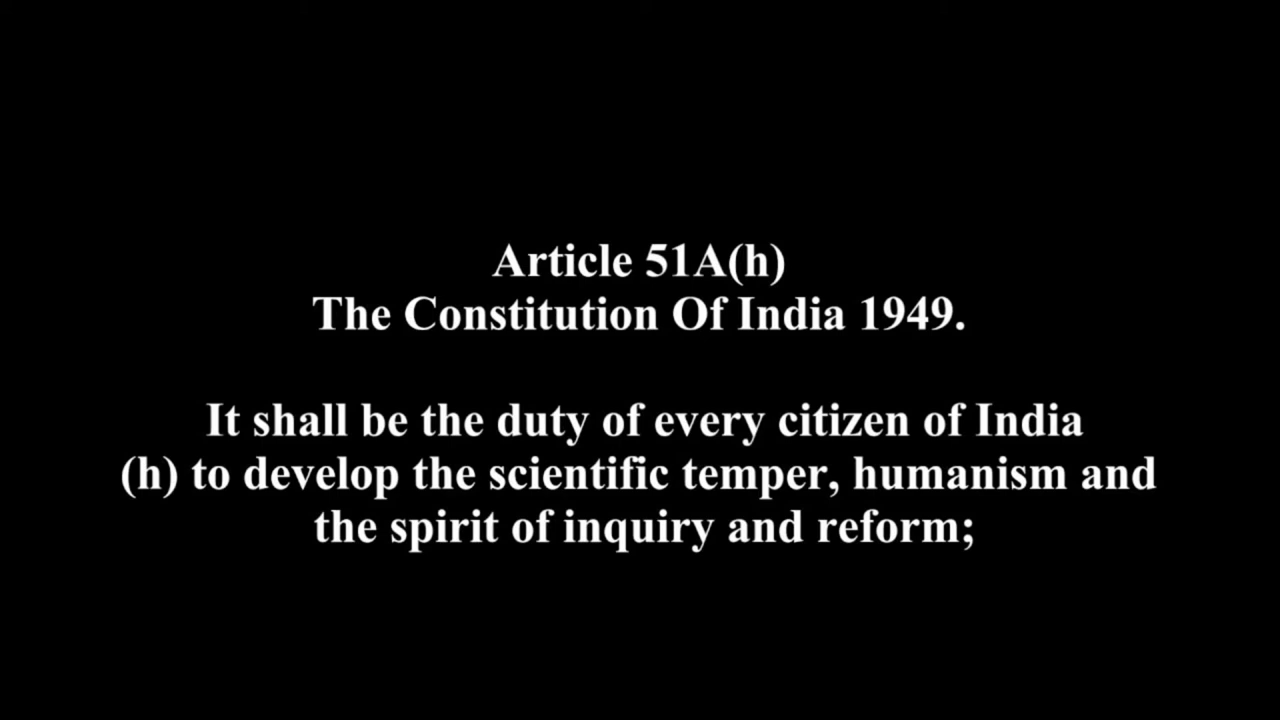 Article 51A(h)
The Constitution Of India 1949.
It shall be the duty of every citizen of India
(h) to develop the scientific temper, humanism and
the spirit of inquiry and reform;